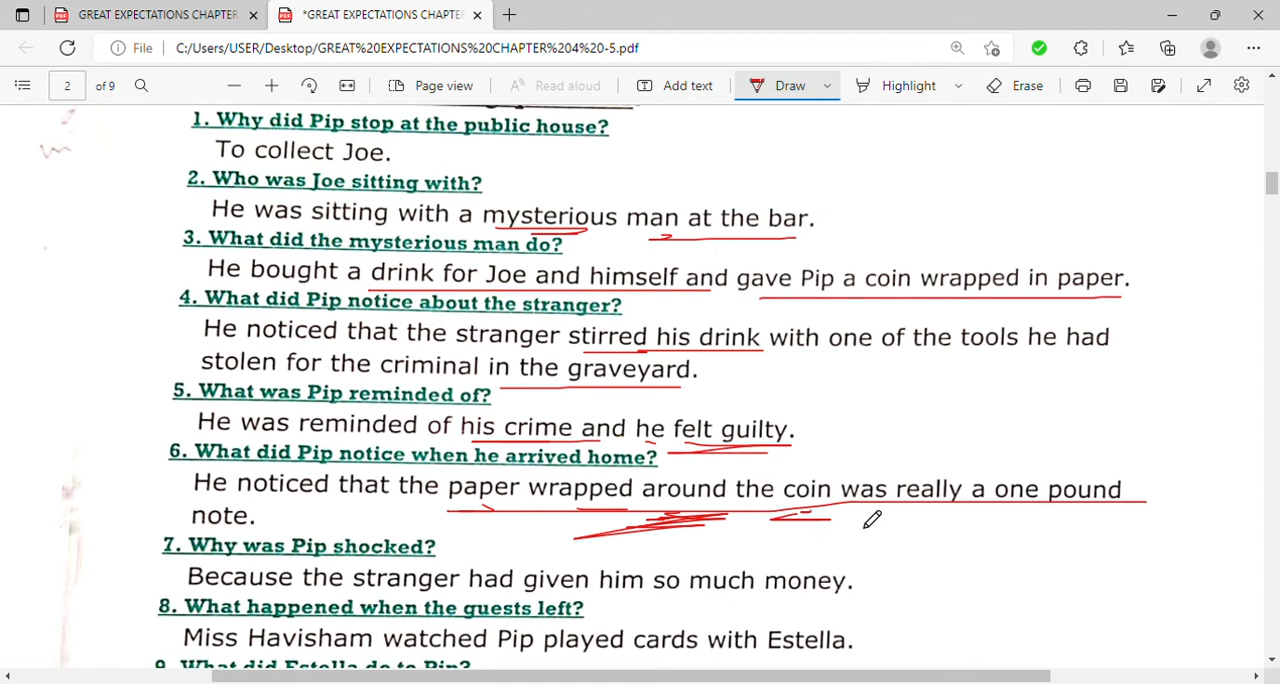 GREAT EXPECTATIONS CHAPTER
*GREAT EXPECTATIONS CHAPTE
File
C:/Users/USER/Desktop/GREAT%20EXPECTATIONS%20CHAPTER%204%20-5.pdf
2 of 9
Page view
Read aloud
Add text
Draw
Highlight
Erase
1. Why did Pip stop at the public house?
To collect Joe.
2. Who was Joe sitting with?
He was sitting with a mysterious man at the bar.
3. What did the mysterious man do?
He bought a drink for Joe and himself and gave Pip a coin wrapped in paper.
4. What did Pip notice about the stranger?
He noticed that the stranger stirred his drink with one of the tools he had
stolen for the criminal in the graveyard.
5. What was Pip reminded of?
He was reminded of his crime and he felt guilty.
6. What did Pip notice when he arrived home?
He noticed that the paper wrapped around the coin was really a one pound
note.
7. Why was Pip shocked?
Because the stranger had given him so much money.
8. What happened when the guests left?
Miss Havisham watched Pip played cards with Estella.
9. What did Estella do to Pip?